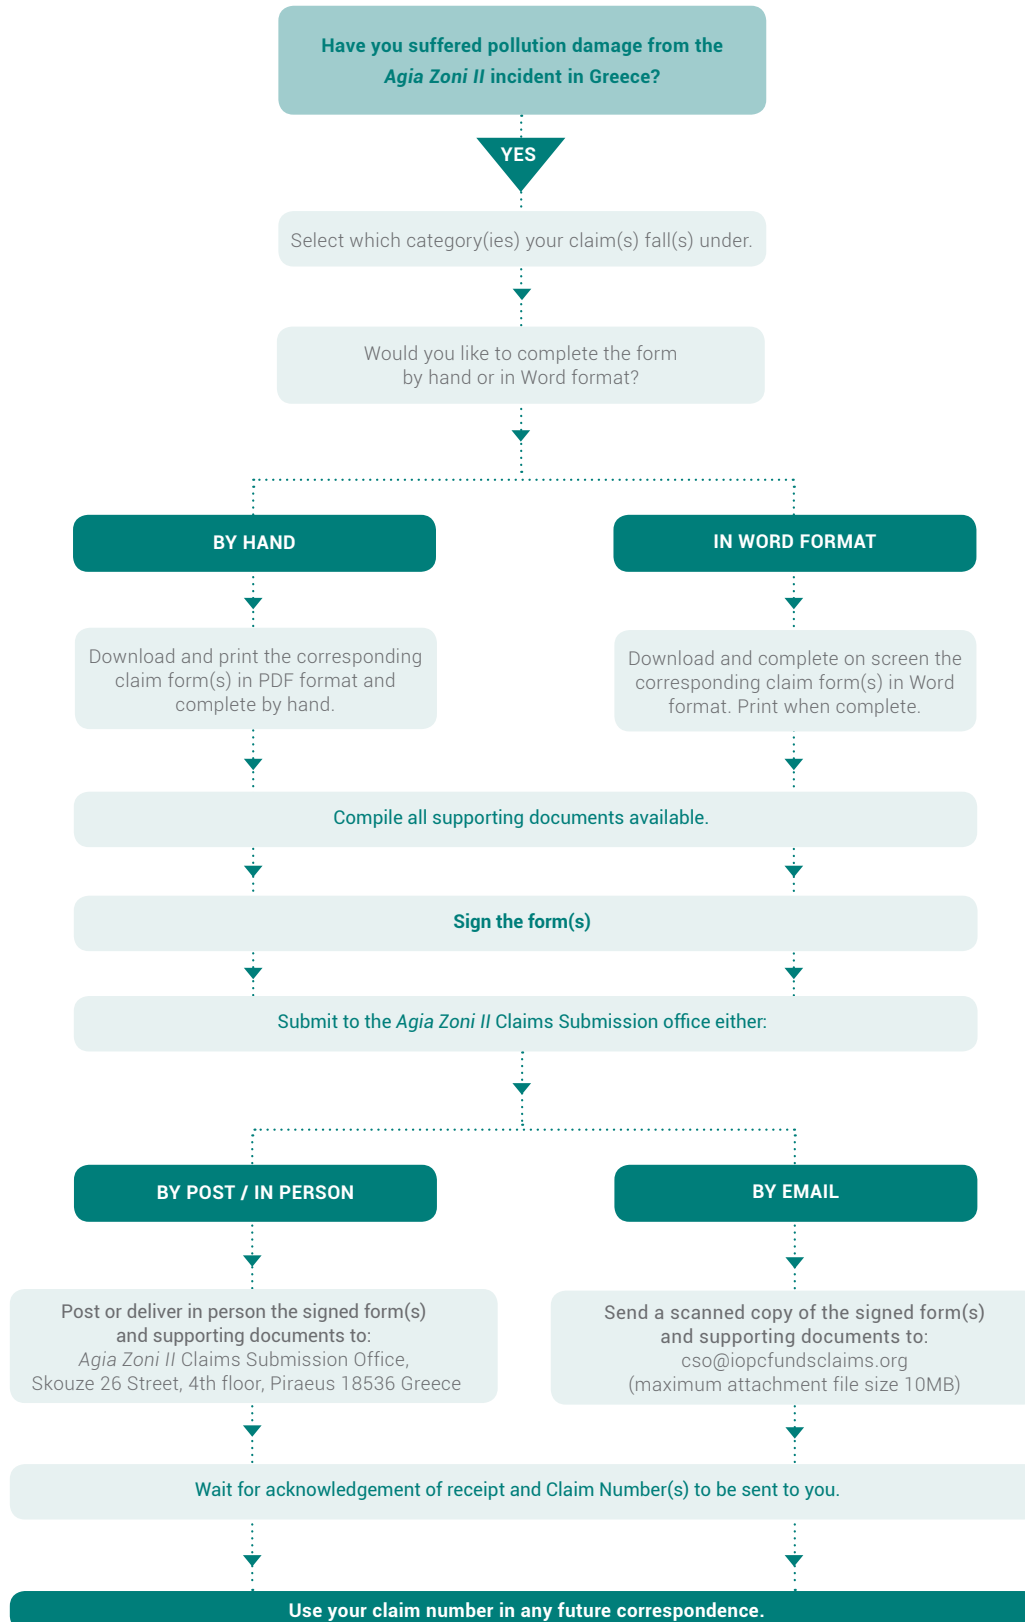 Have you suffered pollution damage from the
Agia Zoni II incident in Greece?
YES
Select which category(ies) your claim(s) fall(s) under.
Would you like to complete the form
by hand or in Word format?
BY HAND
IN WORD FORMAT
Download and print the corresponding
claim form(s) in PDF format and
complete by hand.
Download and complete on screen the
corresponding claim form(s) in Word
format. Print when complete.
Compile all supporting documents available.
Sign the form(s)
Submit to the Agia Zoni II Claims Submission office either:
BY POST / IN PERSON
BY EMAIL
Post or deliver in person the signed form(s)
and supporting documents to:
Agia Zoni II Claims Submission Office,
Skouze 26 Street, 4th floor, Piraeus 18536 Greece
Send a scanned copy of the signed form(s)
and supporting documents to:
cso@iopcfundsclaims.org
(maximum attachment file size 10MB)
Wait for acknowledgement of receipt and Claim Number(s) to be sent to you.
Use your claim number in any future correspondence.